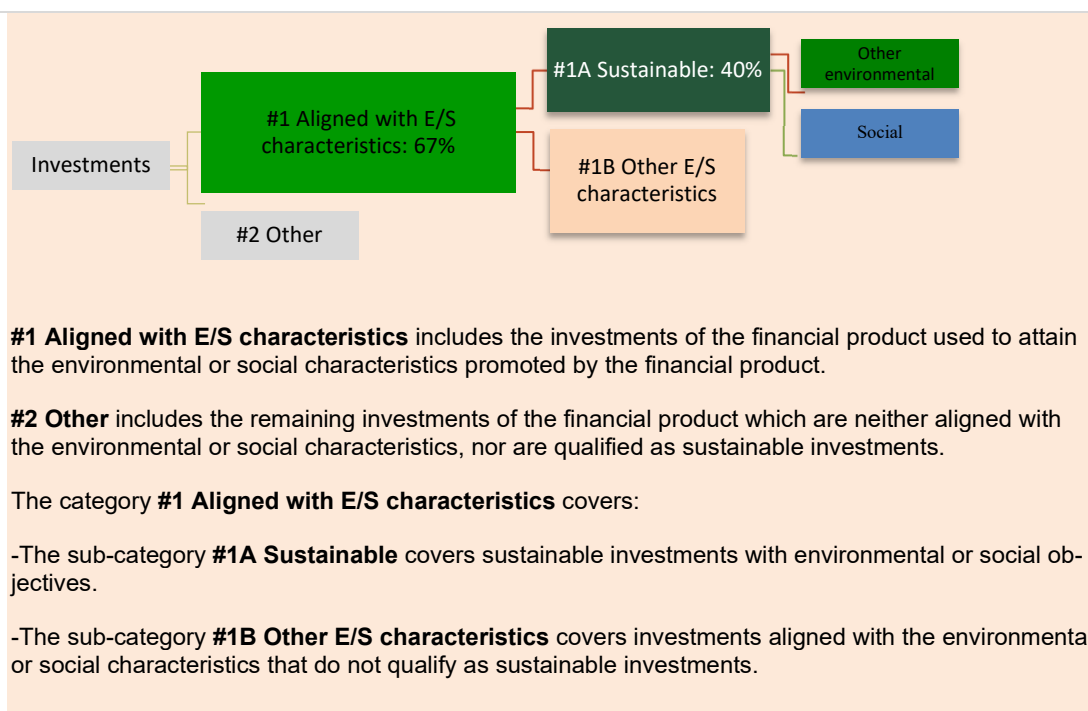 Investments
#1 Aligned with E/S
characteristics: 67%
#2 Other
#1A Sustainable: 40%
#1B Other E/S
characteristics
Other
environmental
Social
#1 Aligned with E/S characteristics includes the investments of the financial product used to attain
the environmental or social characteristics promoted by the financial product.
#2 Other includes the remaining investments of the financial product which are neither aligned with
the environmental or social characteristics, nor are qualified as sustainable investments.
The category #1 Aligned with E/S characteristics covers:
-The sub-category #1A Sustainable covers sustainable investments with environmental or social ob-
jectives.
-The sub-category #1B Other E/S characteristics covers investments aligned with the environmenta
or social characteristics that do not qualify as sustainable investments.